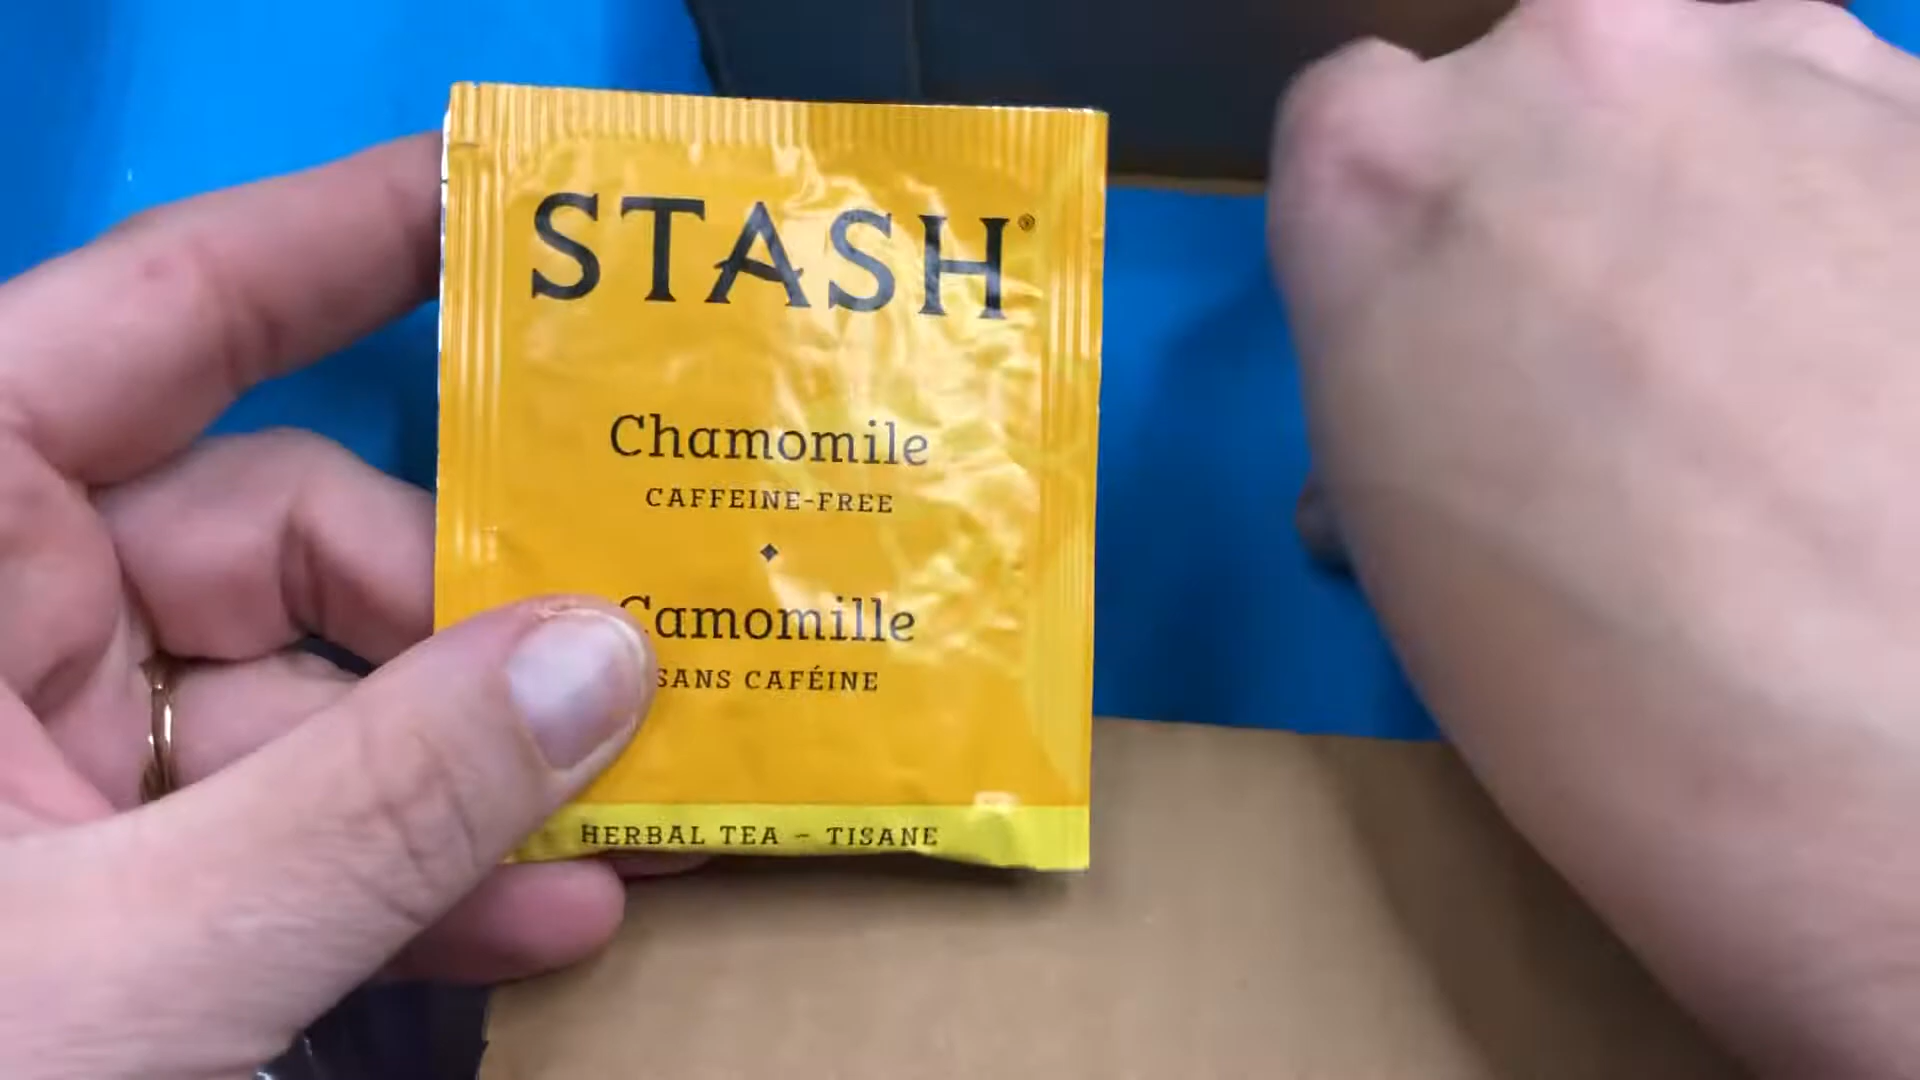 STASH®
Chamomile
CAFFEINE-FREE
Camomille
SANS CAFÉINE
HERBAL TEA – TISANE